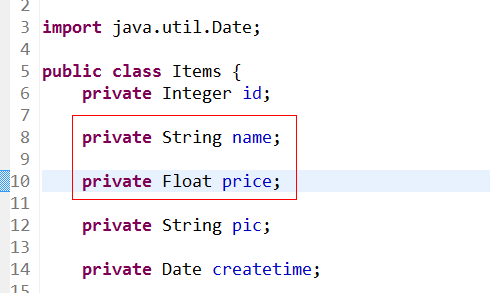 2
3 import java.util.Date;
4
5 public class Items {
6 private Integer id;
7
8 private String name;
9
10 private Float price;
11
12 private String pic;
13
14 private Date createtime;
15